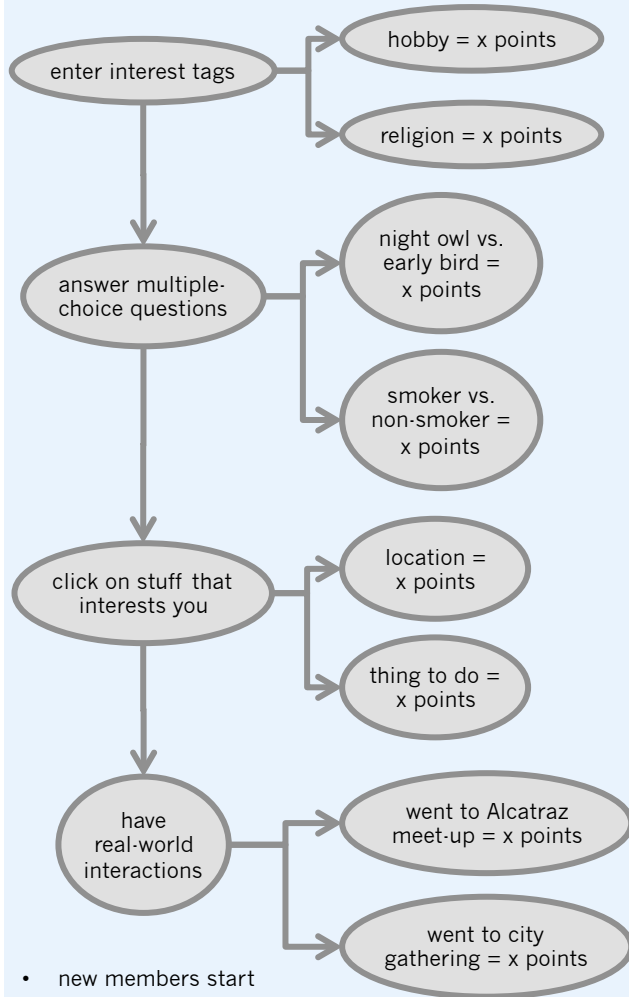 enter interest tags
hobby = x points
religion = x points
answer multiple-
choice questions
night owl vs.
early bird =
x points
smoker vs.
non-smoker =
x points
click on stuff that
interests you
location =
x points
thing to do =
x points
have
real-world
interactions
went to Alcatraz
meet-up = x points
went to city
gathering = x points
• new members start